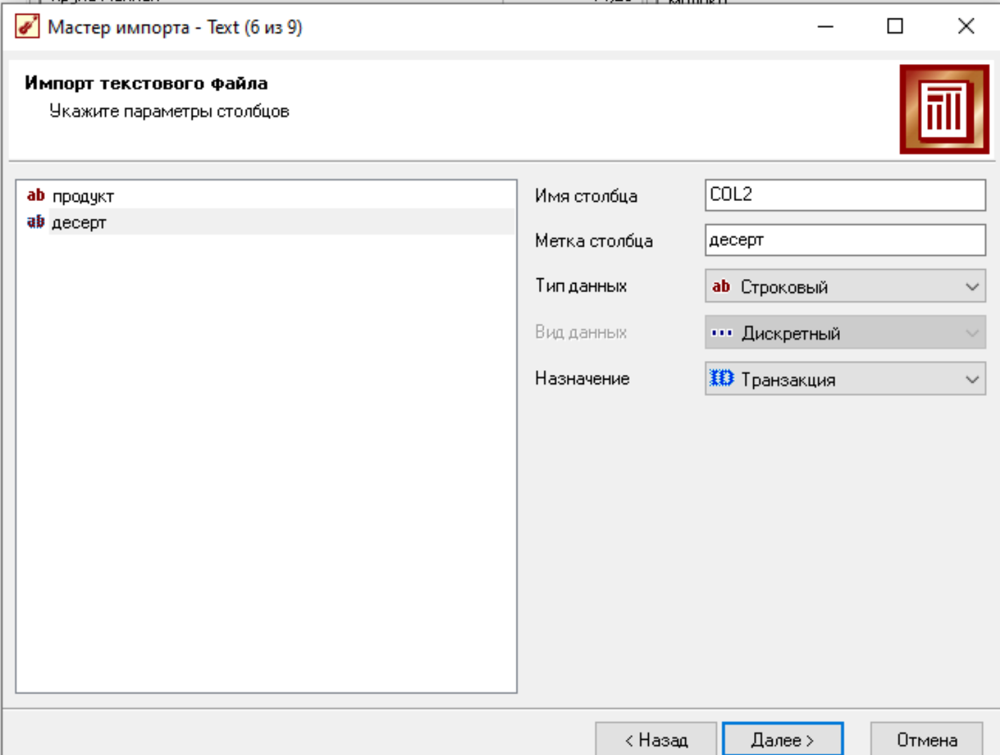 Мастер импорта - Text (6 из 9)
Импорт текстового файла
Укажите параметры столбцов
ab продукт
ab десерт
Имя столбца
COL2
Метка столбца
десерт
Тип данных
ab Строковый
Вид данных
Дискретный
Назначение
ID Транзакция
< Назад
Далее >
Отмена